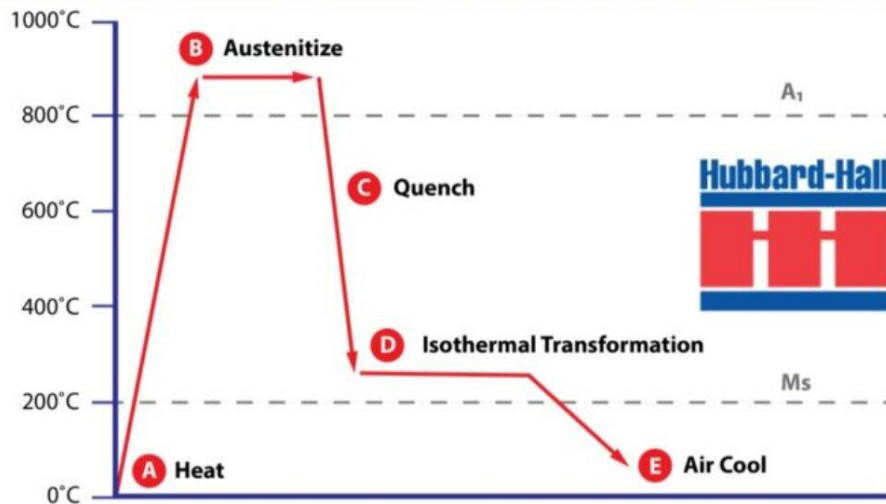 1000°C
B Austenitize
800°C
A₁
C Quench
Hubbard-Hall
600°C
400°C
D Isothermal Transformation
Ms
200°C
A Heat
E Air Cool
0°C